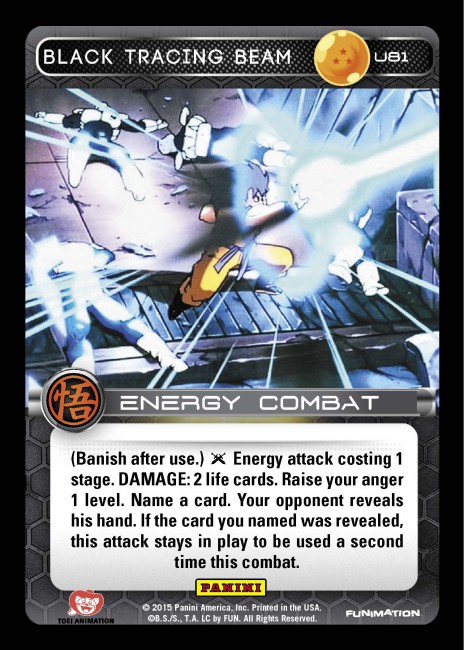 BLACK TRACING BEAM U81
悟 ENERGY COMBAT
(Banish after use.) Energy attack costing 1
stage. DAMAGE: 2 life cards. Raise your anger
1 level. Name a card. Your opponent reveals
his hand. If the card you named was revealed,
this attack stays in play to be used a second
time this combat.
PANINI
TOEI ANIMATION
© 2015 Panini America, Inc. Printed in the USA.
©B.S./S., T.A. LC by FUN. All Rights Reserved.
FUNIMATION